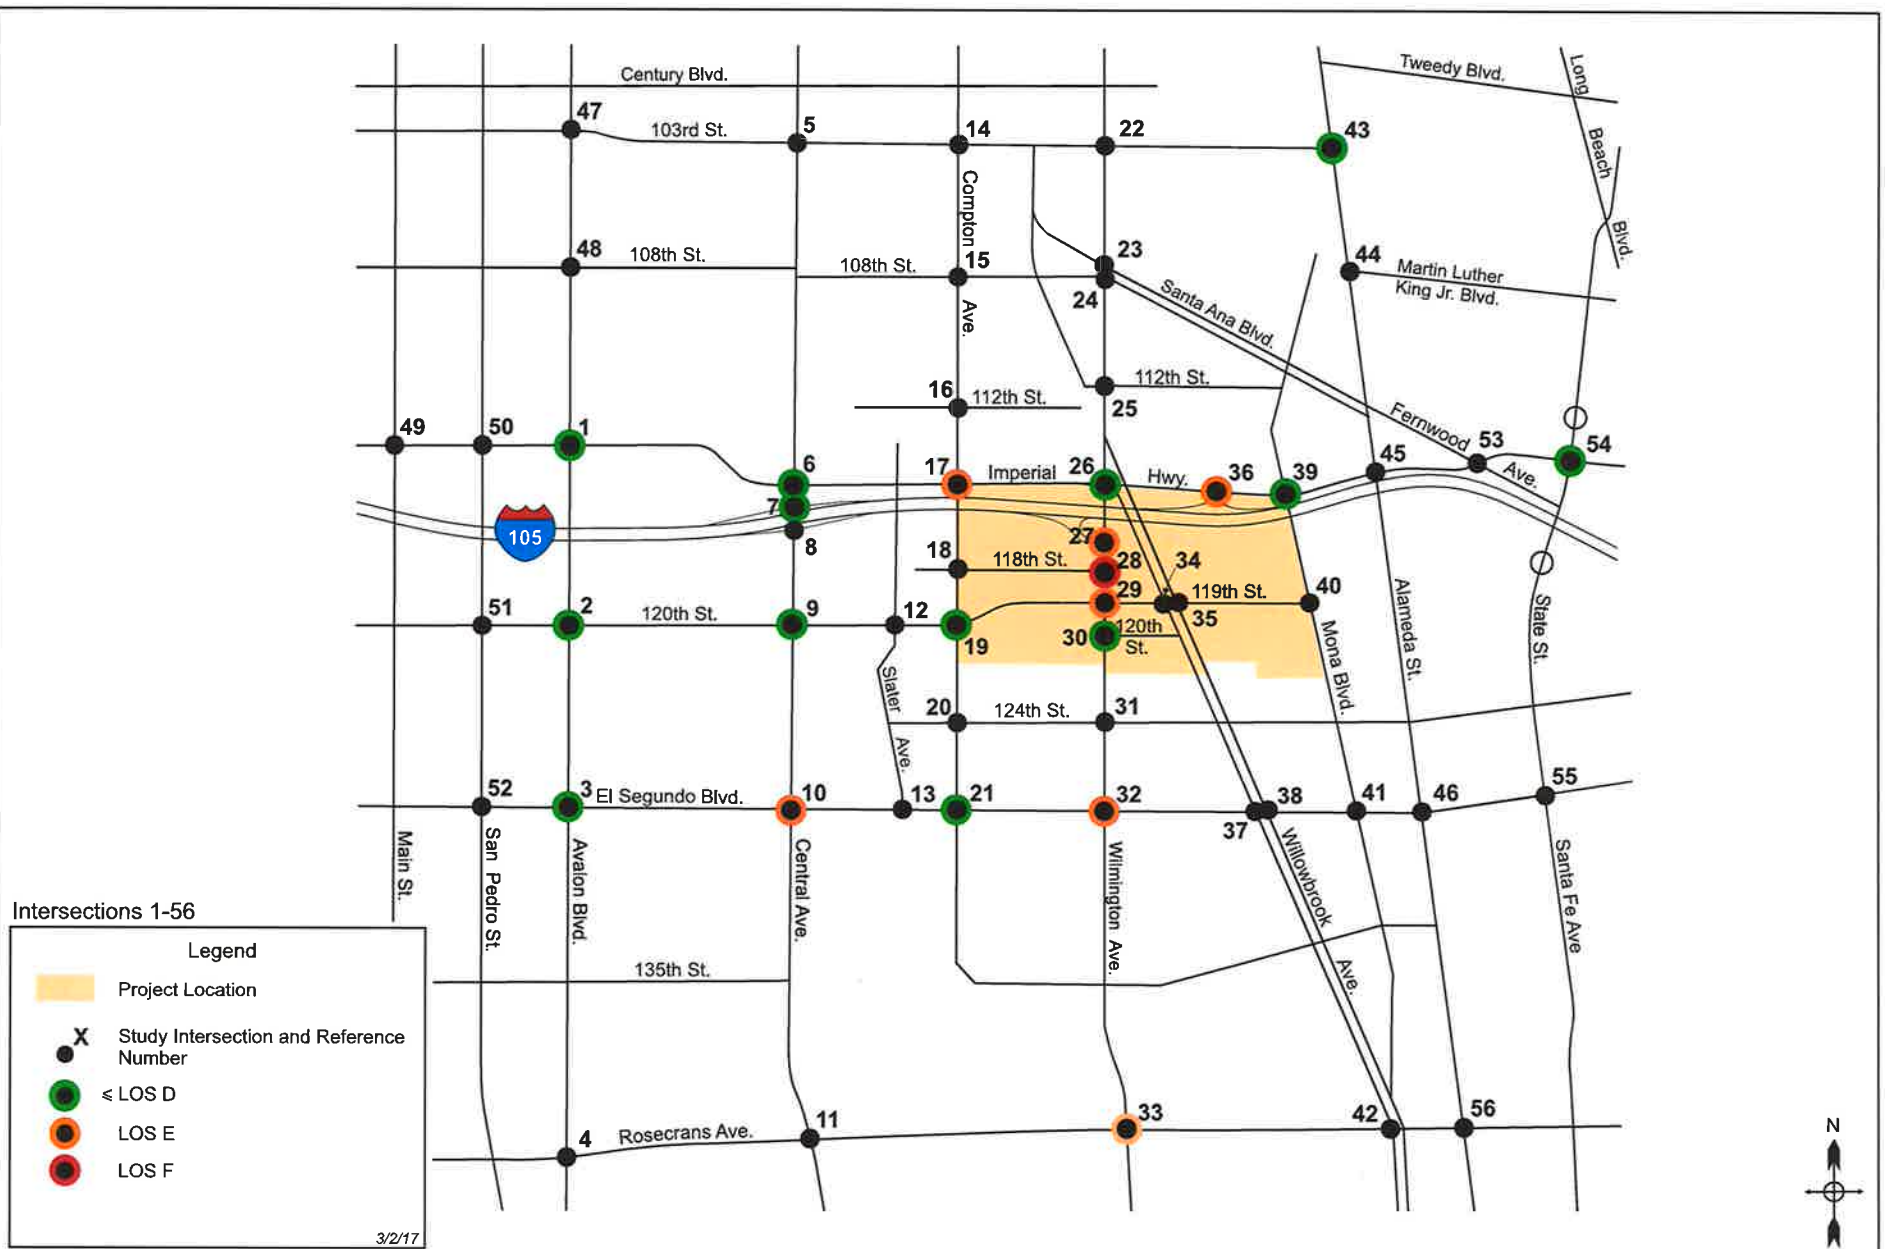 Century Blvd.
Tweedy Blvd.
Long
Beach
Blvd.
47
103rd St.
5
14
22
43
Compton
Ave.
48
108th St.
108th St.
15
23
24
44
Martin Luther
King Jr. Blvd.
Santa Ana Blvd.
16
112th St.
112th St.
25
49
50
1
6
17
Imperial
26
Hwy.
36
39
45
Fernwood
Ave.
53
54
7
8
105
27
18
118th St.
28
34
29
119th St.
40
51
2
120th St.
9
12
19
30
120th
St.
35
Slater
Ave.
Mona Blvd.
Alameda St.
State St.
20
124th St.
31
52
3
El Segundo Blvd.
10
13
21
32
37
38
41
46
55
Main St.
San Pedro St.
Avalon Blvd.
Central Ave.
Wilmington Ave.
Willowbrook
Ave.
Santa Fe Ave
135th St.
4
Rosecrans Ave.
11
33
42
56
Intersections 1-56
Legend
Project Location
X
Study Intersection and Reference
Number
≤ LOS D
LOS E
LOS F
3/2/17
N